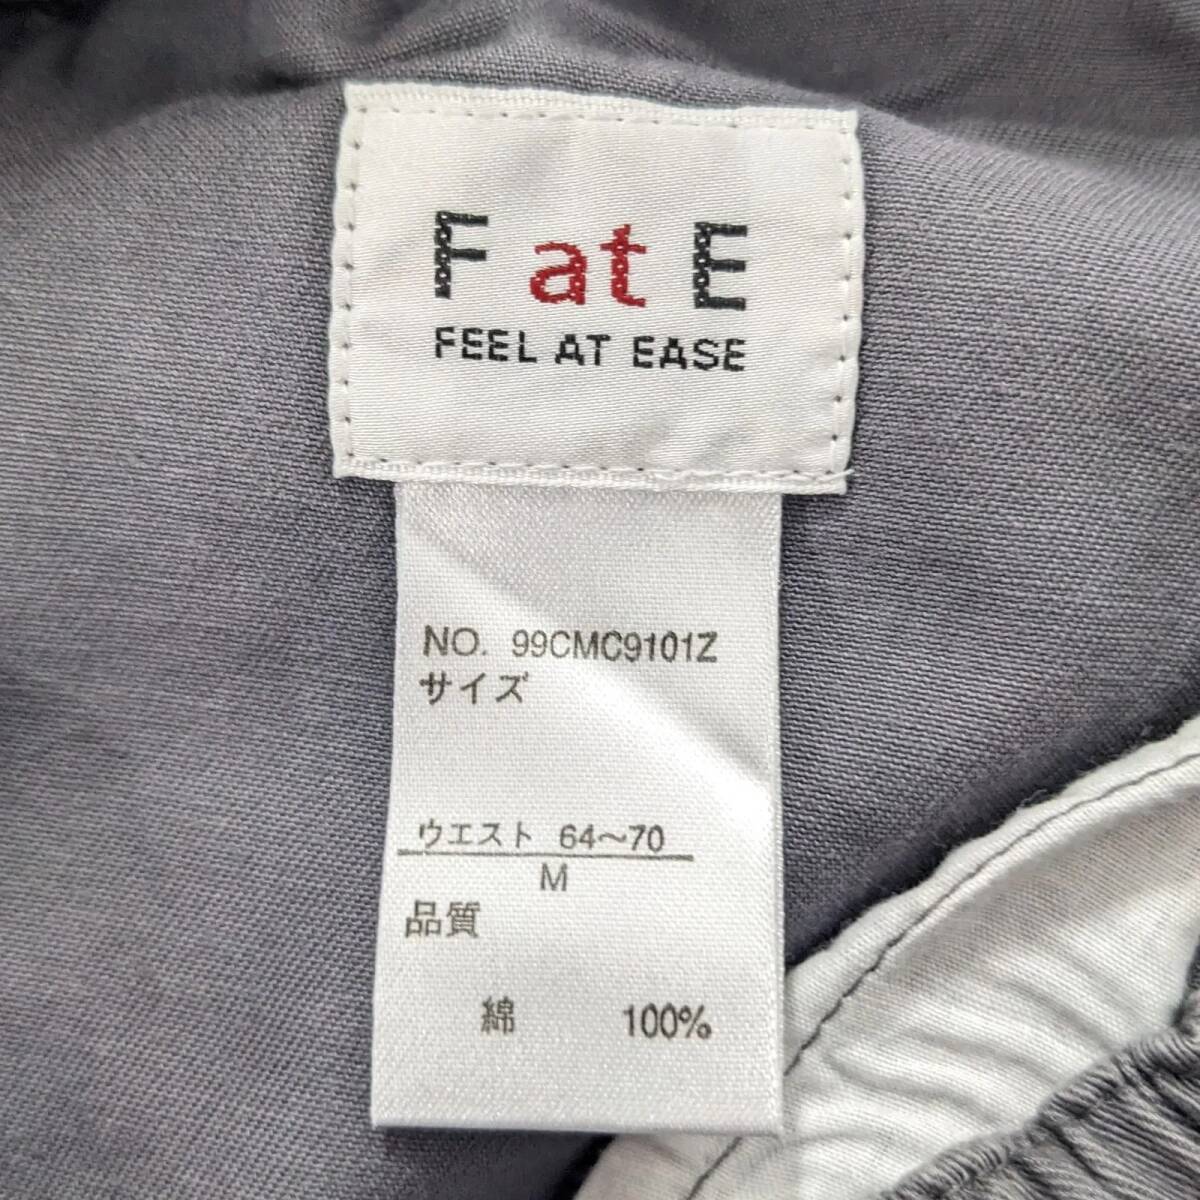 F at E
FEEL AT EASE
NO. 99CMC9101Z
サイズ
ウエスト 64～70
M
品質
綿 100%